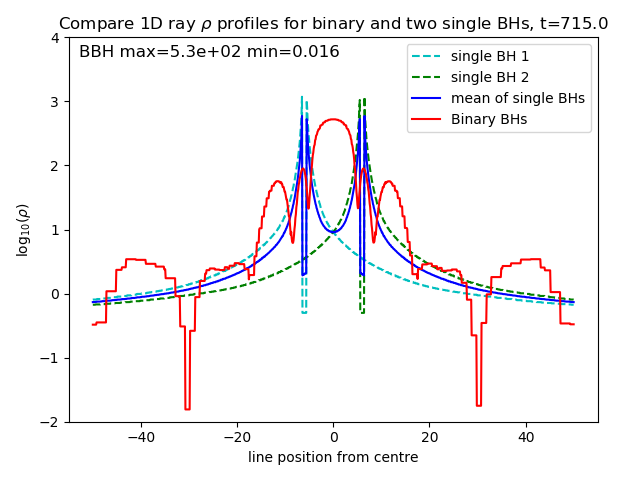 Compare 1D ray ρ profiles for binary and two single BHs, t=715.0
BBH max=5.3e+02 min=0.016
single BH 1
single BH 2
mean of single BHs
Binary BHs
log₁₀(ρ)
4
3
2
1
0
−1
−2
−40 −20 0 20 40
line position from centre